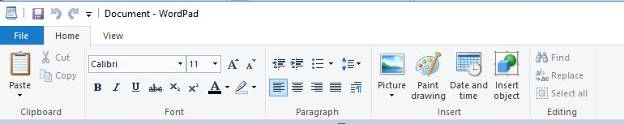 Document - WordPad
File Home View
Paste Cut Copy
Calibri 11
B I U abc X₂ X² A
Picture Paint drawing Date and time Insert object
Find
Replace
Select all
Clipboard Font Paragraph Insert Editing